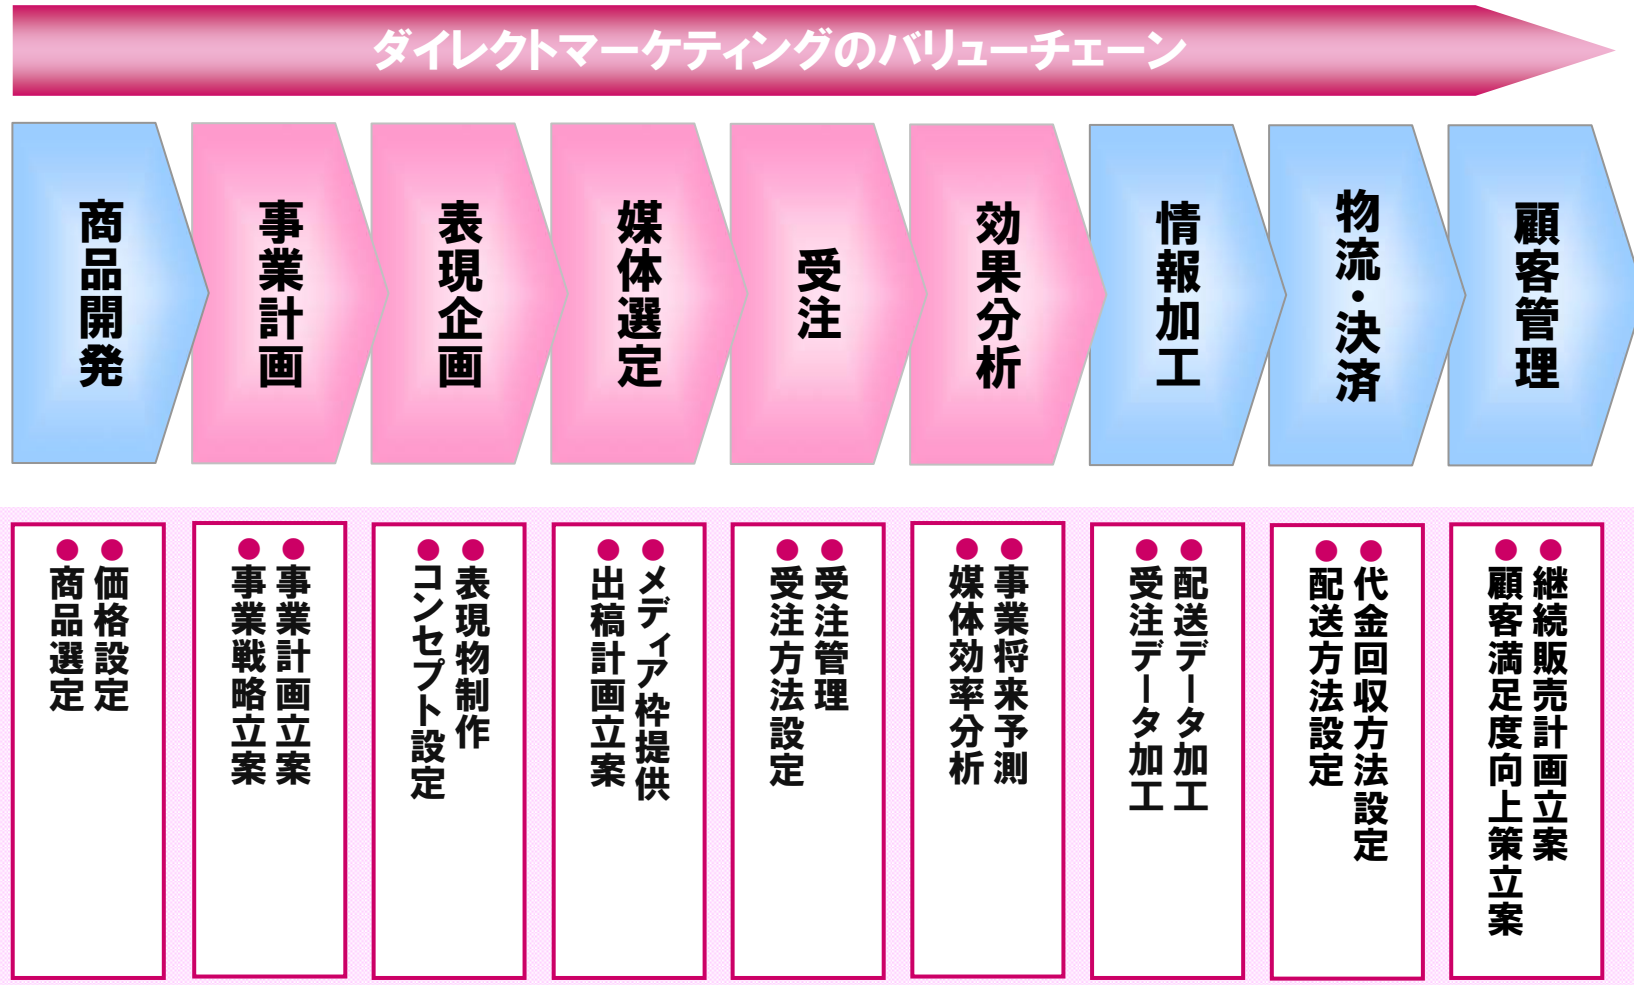 ダイレクトマーケティングのバリューチェーン
商品開発
事業計画
表現企画
媒体選定
受注
効果分析
情報加工
物流・決済
顧客管理
●価格設定
●商品選定
●事業計画立案
●事業戦略立案
●表現物制作
●コンセプト設定
●メディア枠提供
●出稿計画立案
●受注管理
●受注方法設定
●事業将来予測
●媒体効率分析
●配送データ加工
●受注データ加工
●代金回収方法設定
●配送方法設定
●継続販売計画立案
●顧客満足度向上策立案